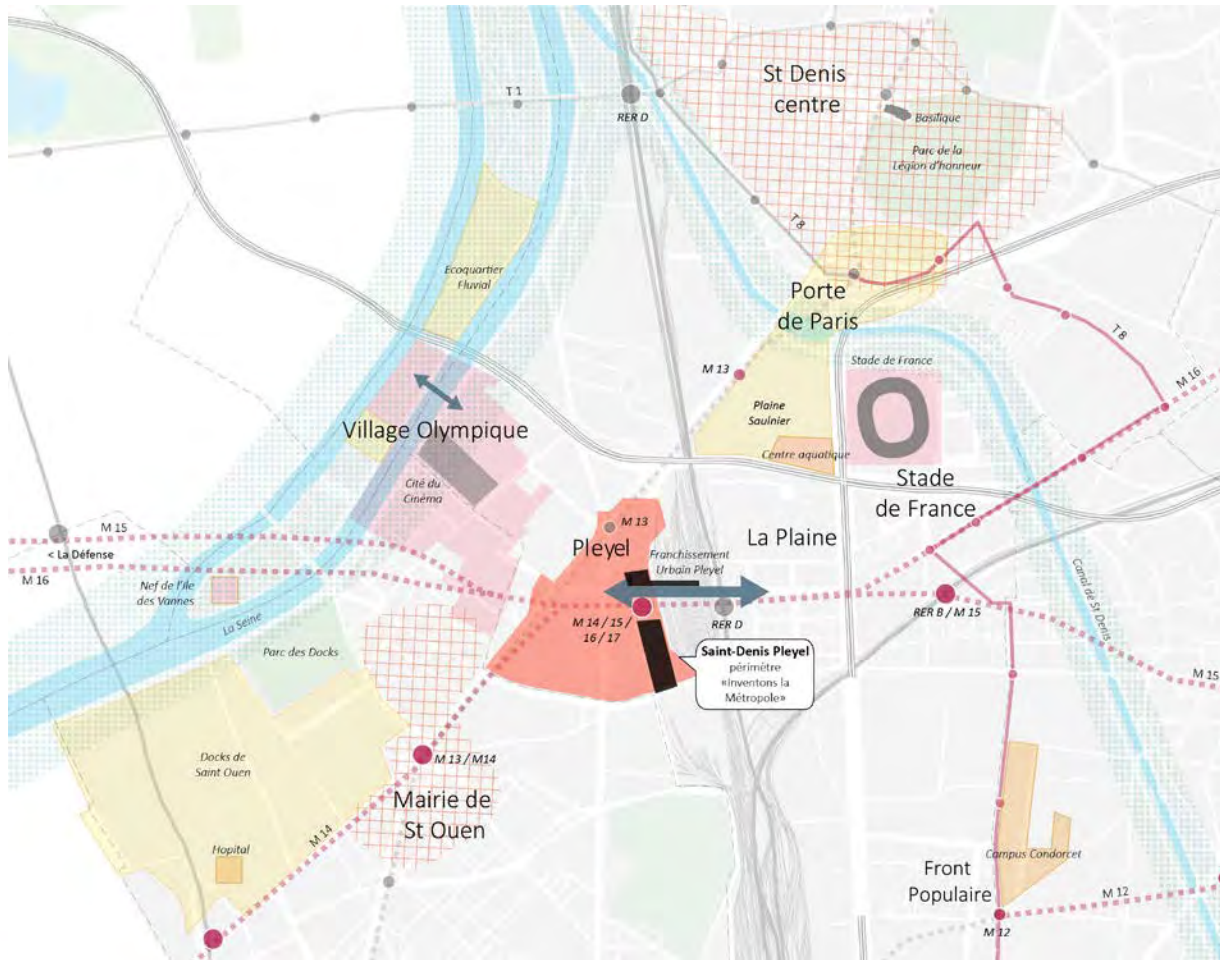 St Denis
centre
T 1
RER D
Basilique
Parc de la
Légion d'honneur
T 8
Ecoquartier
Fluvial
Porte
de Paris
T 8
M 16
Stade de France
M 13
Plaine
Saulnier
Village Olympique
Centre aquatique
Cité du
Cinéma
Stade
de France
M 15
< La Défense
M 16
M 13
Pleyel
La Plaine
Franchissement
Urbain Pleyel
Canal de St Denis
Nef de l'île
des Vannes
La Seine
M 14 / 15 /
16 / 17
RER D
RER B / M 15
Parc des Docks
Saint-Denis Pleyel
périmètre
«Inventons la
Métropole»
M 15
Docks de
Saint Ouen
M 13 / M14
Mairie de
St Ouen
M 14
Hopital
Campus Condorcet
Front
Populaire
M 12
M 12